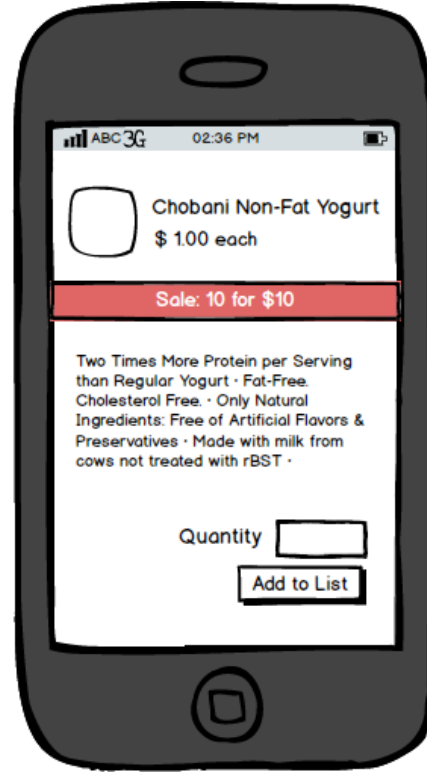 ABC 3G 02:36 PM
Chobani Non-Fat Yogurt
$ 1.00 each
Sale: 10 for $10
Two Times More Protein per Serving
than Regular Yogurt · Fat-Free.
Cholesterol Free. · Only Natural
Ingredients: Free of Artificial Flavors &
Preservatives · Made with milk from
cows not treated with rBST ·
Quantity
Add to List